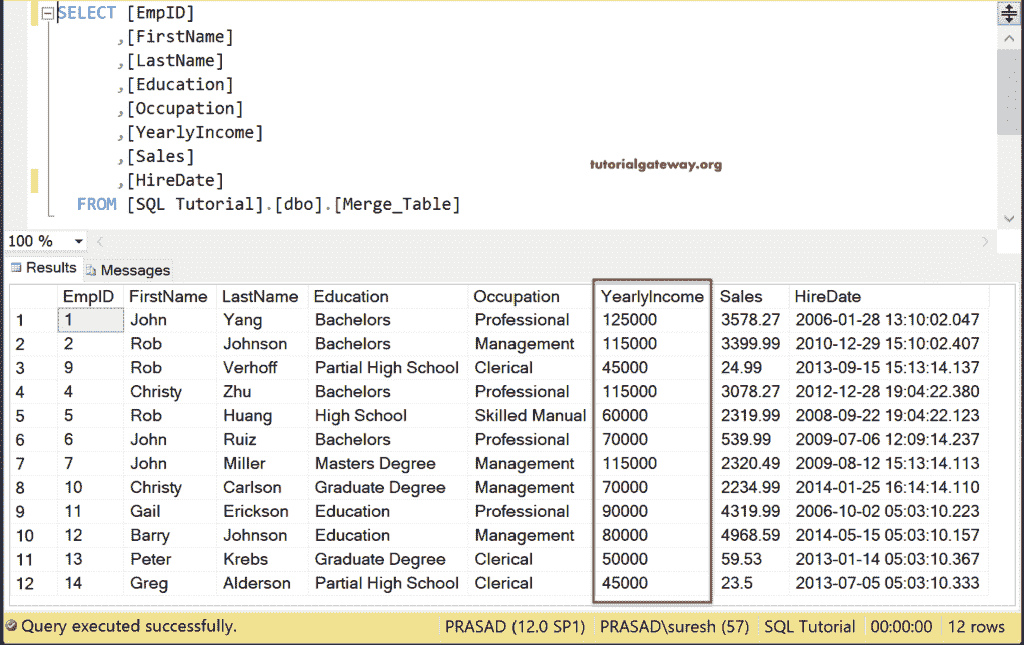 SELECT [EmpID]
,[FirstName]
,[LastName]
,[Education]
,[Occupation]
,[YearlyIncome]
,[Sales]
,[HireDate]
FROM [SQL Tutorial].[dbo].[Merge_Table]
tutorialgateway.org
100 %
Results Messages
EmpID FirstName LastName Education Occupation YearlyIncome Sales HireDate
1 1 John Yang Bachelors Professional 125000 3578.27 2006-01-28 13:10:02.047
2 2 Rob Johnson Bachelors Management 115000 3399.99 2010-12-29 15:10:02.407
3 9 Rob Verhoff Partial High School Clerical 45000 24.99 2013-09-15 15:13:14.137
4 4 Christy Zhu Bachelors Professional 115000 3078.27 2012-12-28 19:04:22.380
5 5 Rob Huang High School Skilled Manual 60000 2319.99 2008-09-22 19:04:22.123
6 6 John Ruiz Bachelors Professional 70000 539.99 2009-07-06 12:09:14.237
7 7 John Miller Masters Degree Management 115000 2320.49 2009-08-12 15:13:14.113
8 10 Christy Carlson Graduate Degree Management 70000 2234.99 2014-01-25 16:14:14.110
9 11 Gail Erickson Education Professional 90000 4319.99 2006-10-02 05:03:10.223
10 12 Barry Johnson Education Management 80000 4968.59 2014-05-15 05:03:10.157
11 13 Peter Krebs Graduate Degree Clerical 50000 59.53 2013-01-14 05:03:10.367
12 14 Greg Alderson Partial High School Clerical 45000 23.5 2013-07-05 05:03:10.333
Query executed successfully. PRASAD (12.0 SP1) PRASAD\suresh (57) SQL Tutorial 00:00:00 12 rows